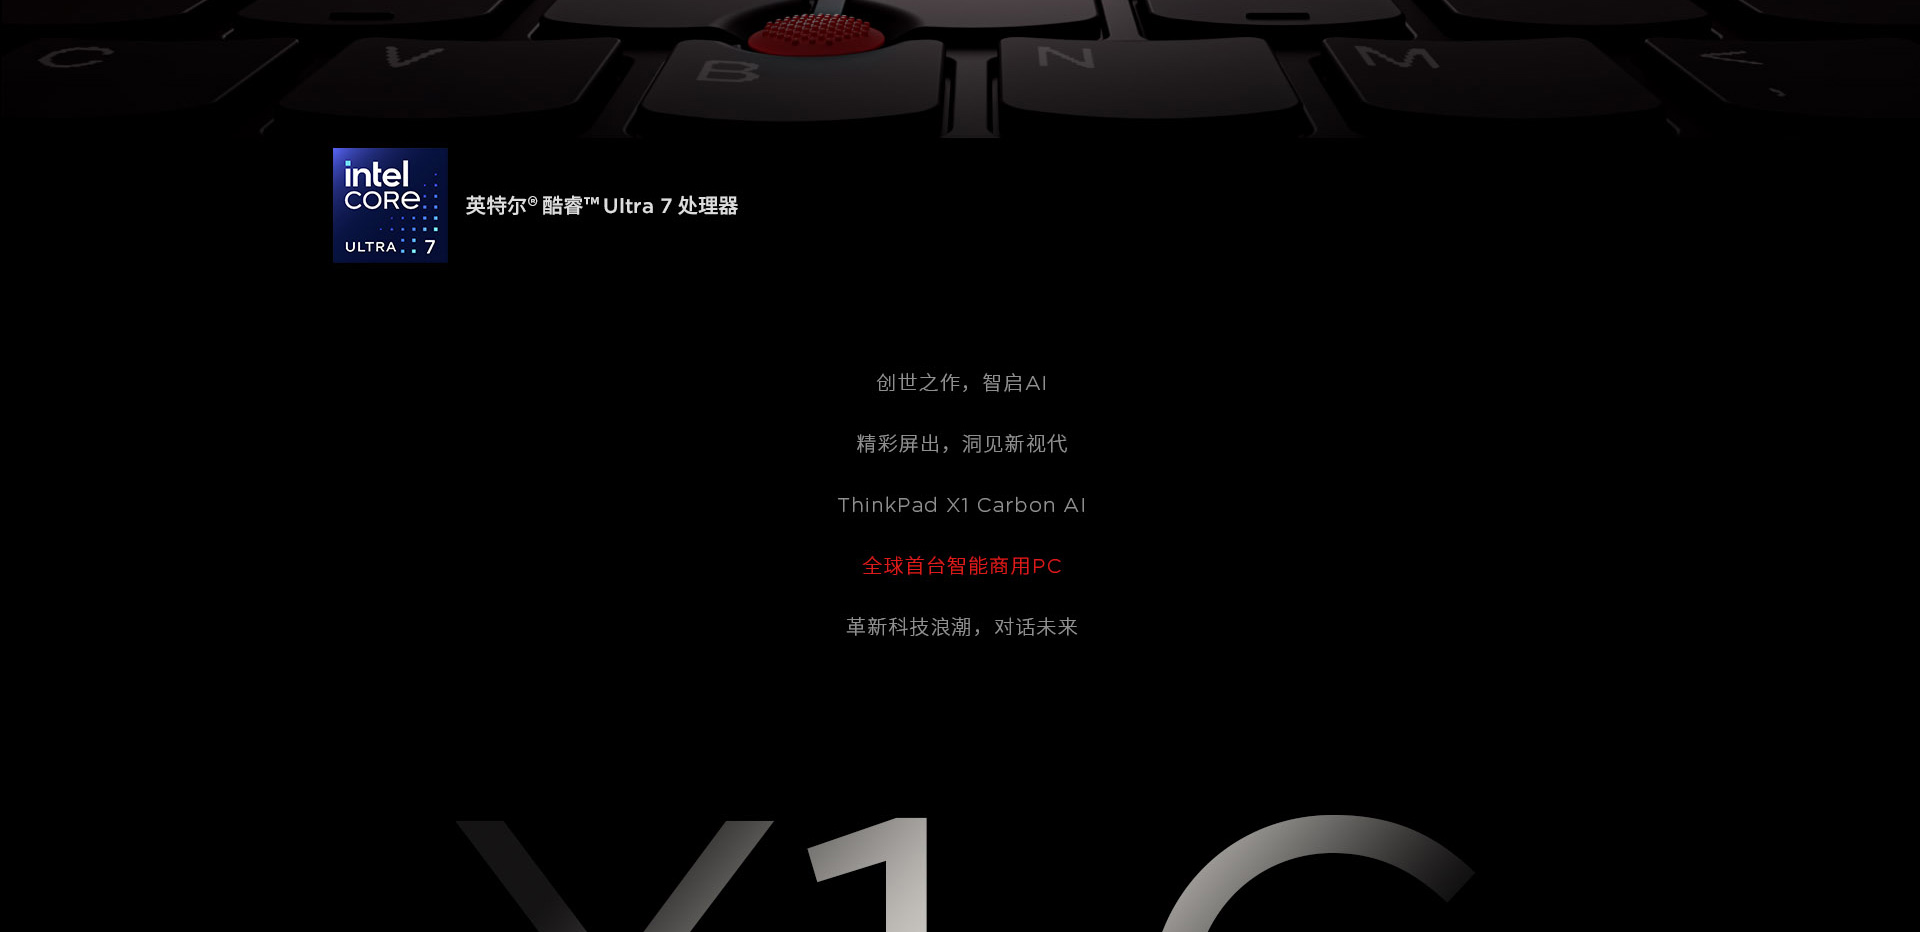 C V B N M < ,
intel
CORE
ULTRA 7
英特尔® 酷睿™ Ultra 7 处理器
创世之作，智启AI
精彩屏出，洞见新视代
ThinkPad X1 Carbon AI
全球首台智能商用PC
革新科技浪潮，对话未来
X1 C